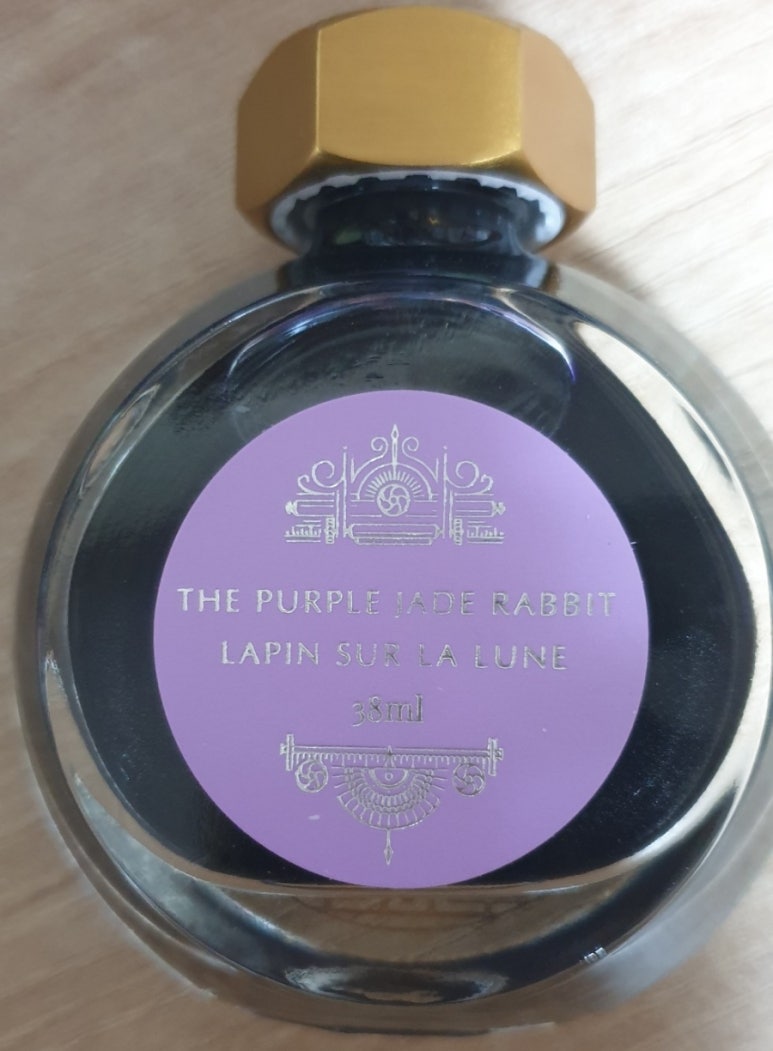 THE PURPLE JADE RABBIT
LAPIN SUR LA LUNE
38ml